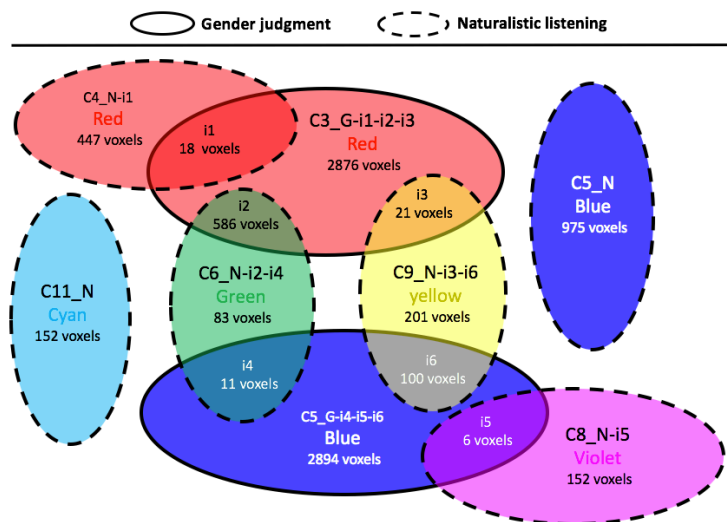 Gender judgment
Naturalistic listening
C4_N-i1
Red
447 voxels
i1
18 voxels
C3_G-i1-i2-i3
Red
2876 voxels
C5_N
Blue
975 voxels
i2
586 voxels
i3
21 voxels
C11_N
Cyan
152 voxels
C6_N-i2-i4
Green
83 voxels
C9_N-i3-i6
yellow
201 voxels
i4
11 voxels
i6
100 voxels
C5_G-i4-i5-i6
Blue
2894 voxels
i5
6 voxels
C8_N-i5
Violet
152 voxels